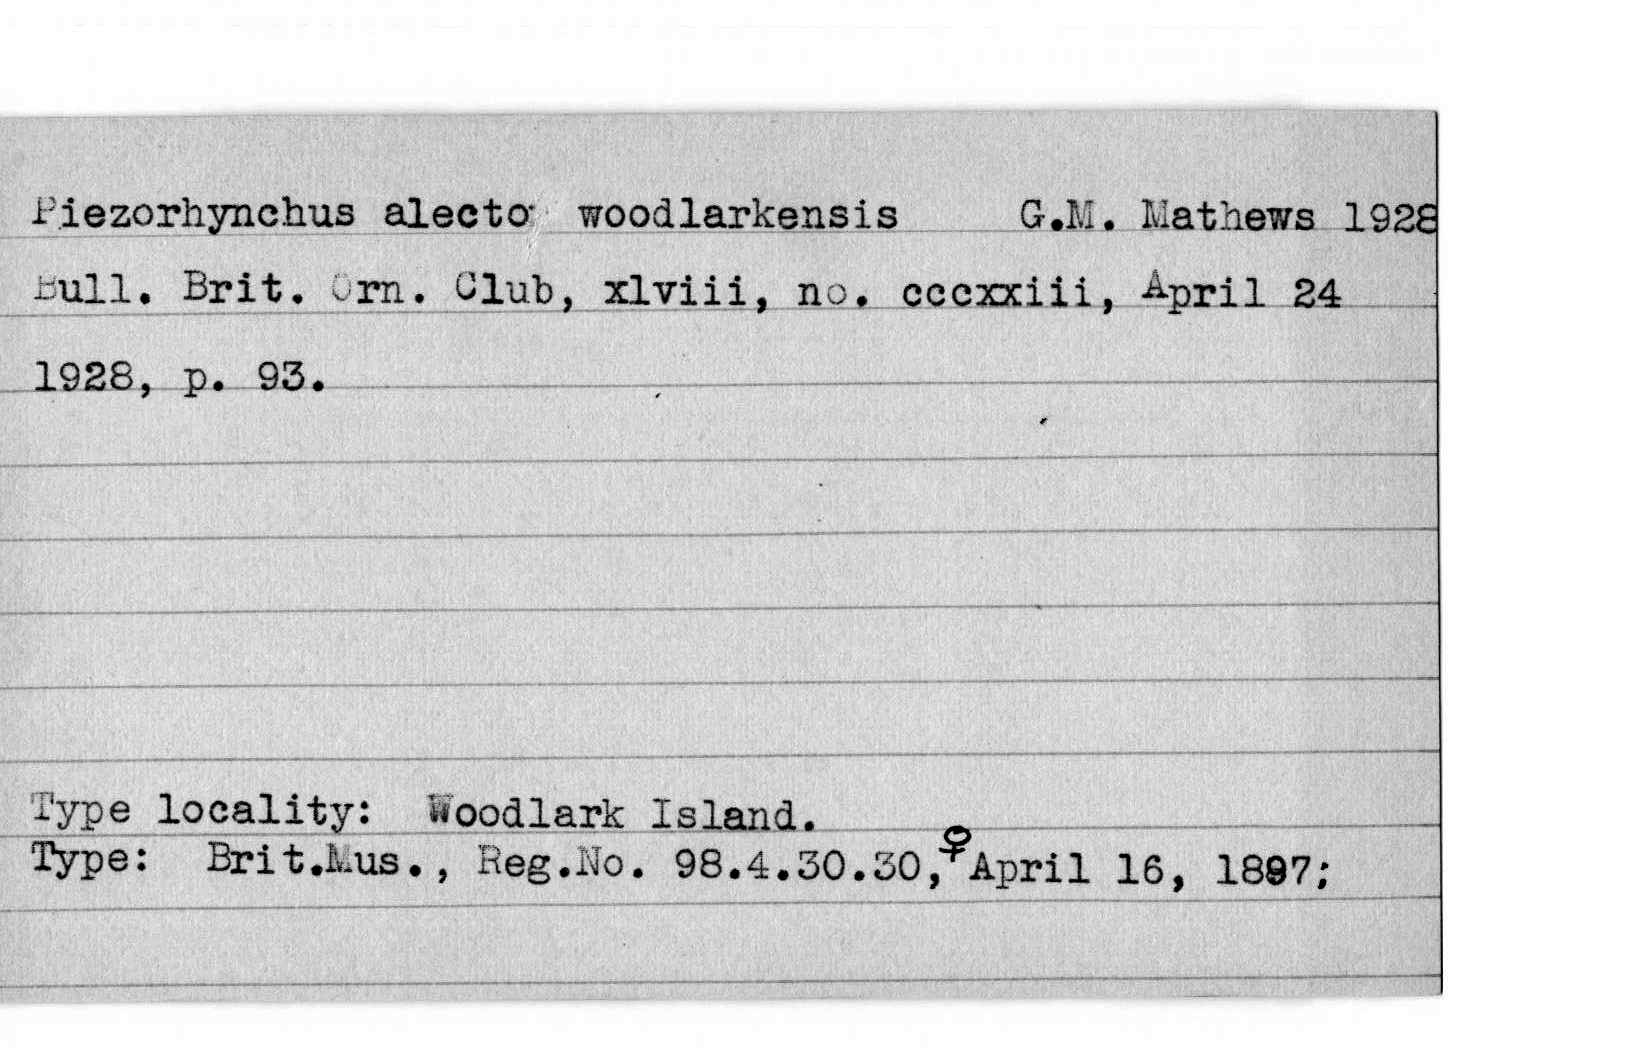 Piezorhynchus alecto woodlarkensis G.M. Mathews 1928
Bull. Brit. Orn. Club, xlviii, no. cccxxiii, April 24
1928, p. 93.
Type locality: Woodlark Island.
Type: Brit.Mus., Reg.No. 98.4.30.30,♀April 16, 1897;